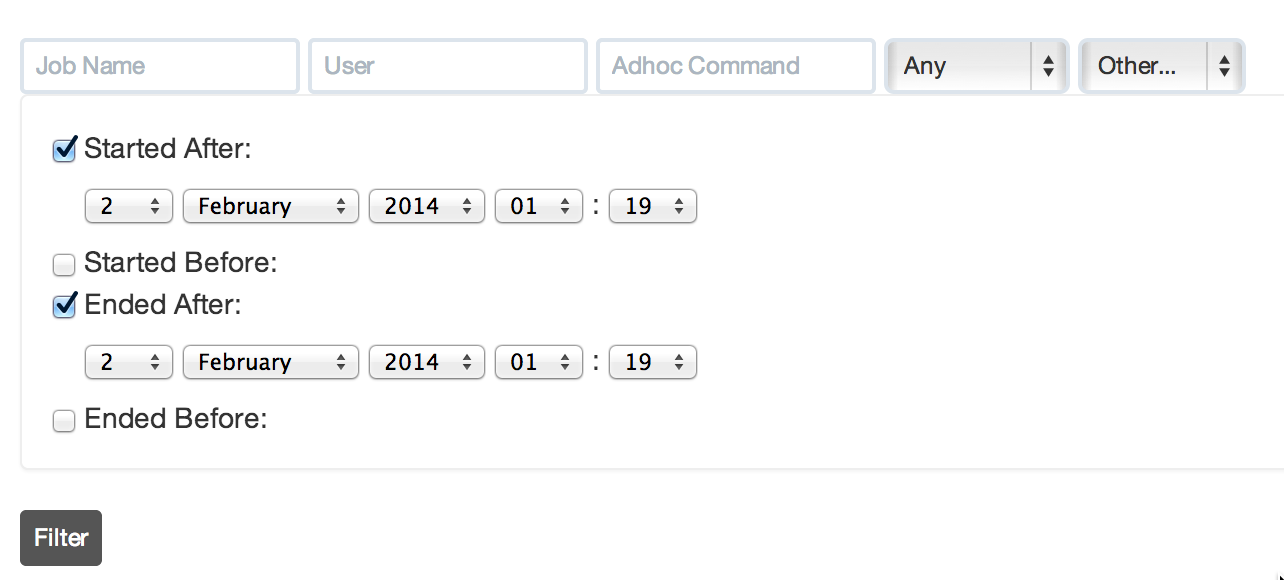 Job Name User Adhoc Command Any Other...
Started After:
2 February 2014 01 : 19
Started Before:
Ended After:
2 February 2014 01 : 19
Ended Before:
Filter